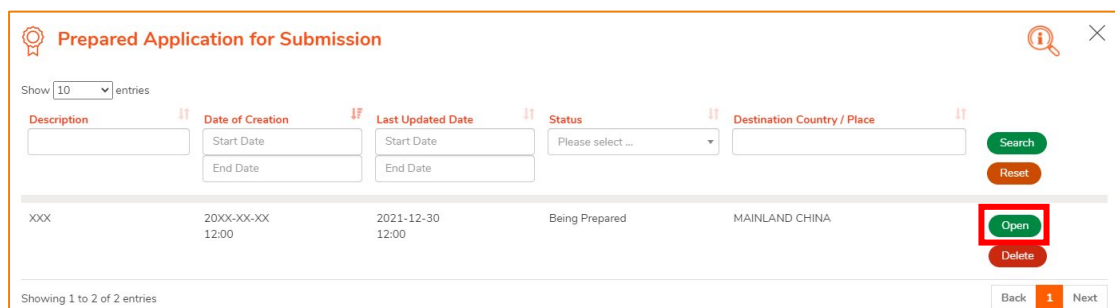 Prepared Application for Submission
Show 10 entries
Description Date of Creation Last Updated Date Status Destination Country / Place
Start Date Start Date Please select ...
Search
End Date End Date
Reset
XXX 20XX-XX-XX 2021-12-30 Being Prepared MAINLAND CHINA
12:00 12:00
Open
Delete
Showing 1 to 2 of 2 entries Back 1 Next